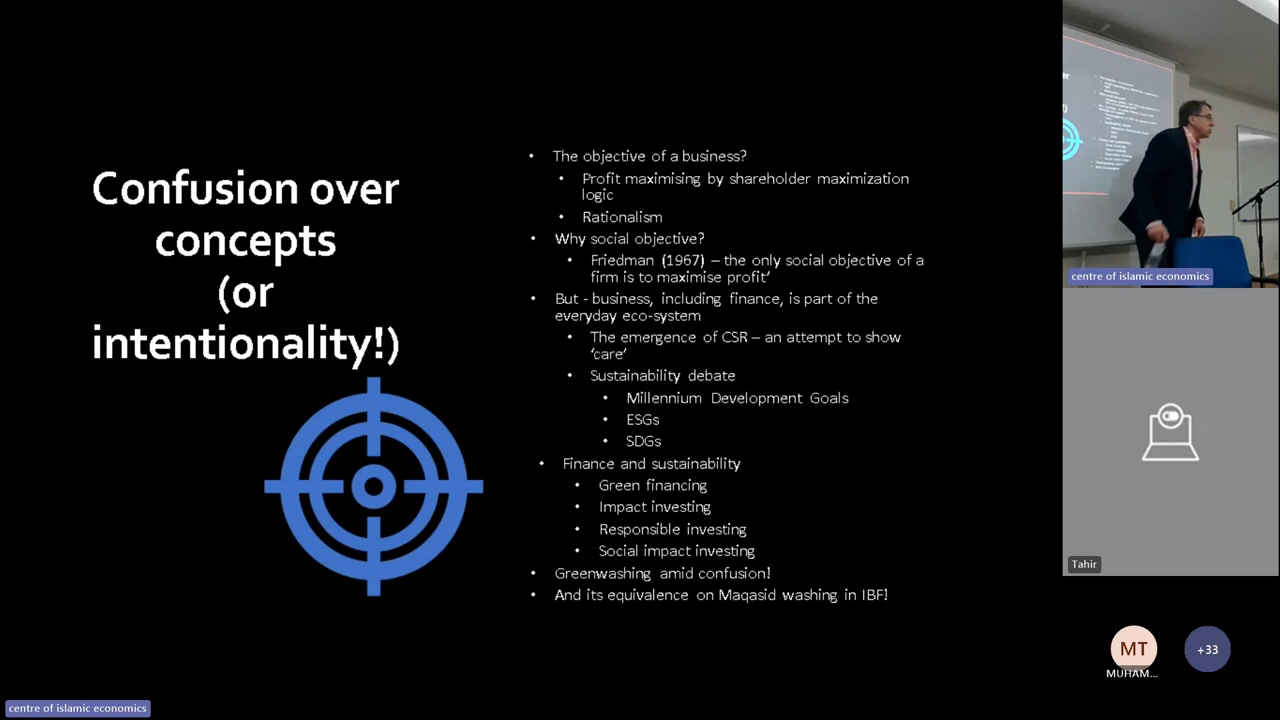 Confusion over
concepts
(or
intentionality!)
• The objective of a business?
• Profit maximising by shareholder maximization
logic
• Rationalism
• Why social objective?
• Friedman (1967) – the only social objective of a
firm is to maximise profit’
• But - business, including finance, is part of the
everyday eco-system
• The emergence of CSR – an attempt to show
‘care’
• Sustainability debate
• Millennium Development Goals
• ESGs
• SDGs
• Finance and sustainability
• Green financing
• Impact investing
• Responsible investing
• Social impact investing
• Greenwashing amid confusion!
• And its equivalence on Maqasid washing in IBF!
centre of islamic economics
Tahir
MT
MUHAM...
+33
centre of islamic economics